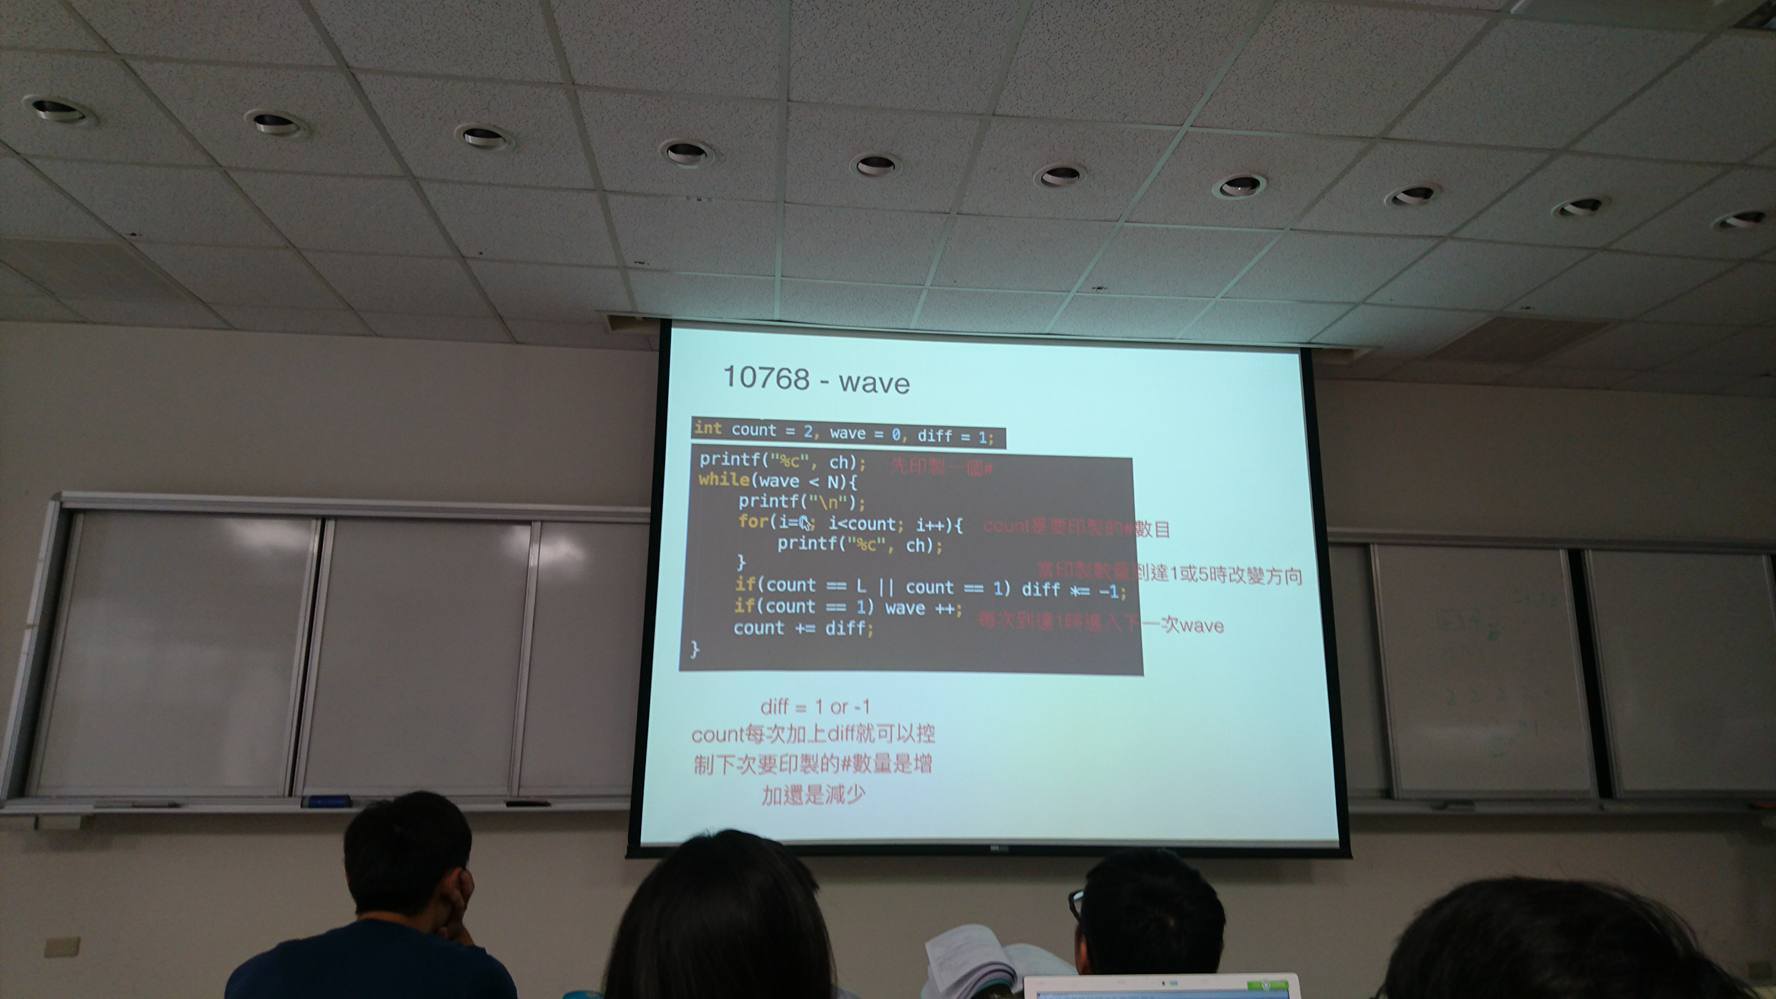 10768 - wave
int count = 2, wave = 0, diff = 1;
printf("%c", ch); 先印製一個#
while(wave < N){
printf("\n");
for(i=0; i<count; i++){ count是要印製的#數目
printf("%c", ch);
}
當印製數量到達1或5時改變方向
if(count == L || count == 1) diff *= -1;
if(count == 1) wave ++; 每次到達1時進入下一次wave
count += diff;
}
diff = 1 or -1
count每次加上diff就可以控
制下次要印製的#數量是增
加還是減少